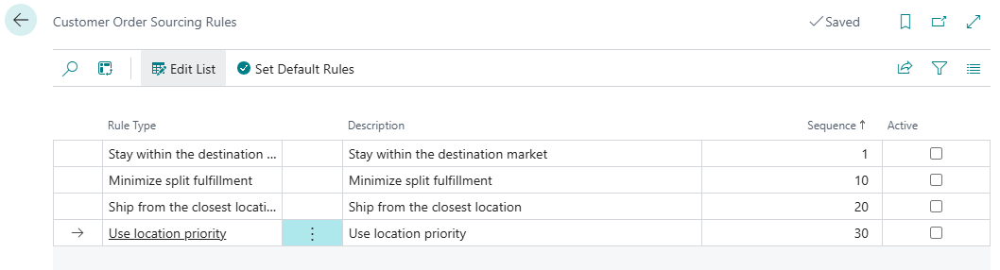 Customer Order Sourcing Rules
Saved
Edit List
Set Default Rules
Rule Type Description Sequence ↑ Active
Stay within the destination ... Stay within the destination market 1
Minimize split fulfillment Minimize split fulfillment 10
Ship from the closest locati... Ship from the closest location 20
Use location priority Use location priority 30